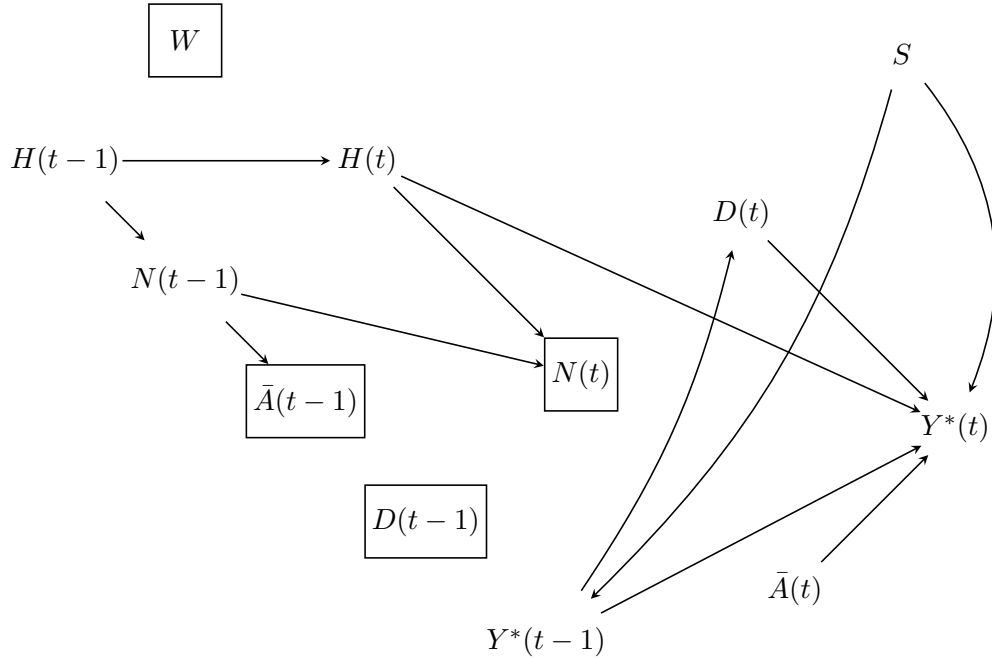 W
S
H(t − 1)
H(t)
D(t)
N(t − 1)
N(t)
Ā(t − 1)
Y*(t)
D(t − 1)
Ā(t)
Y*(t − 1)